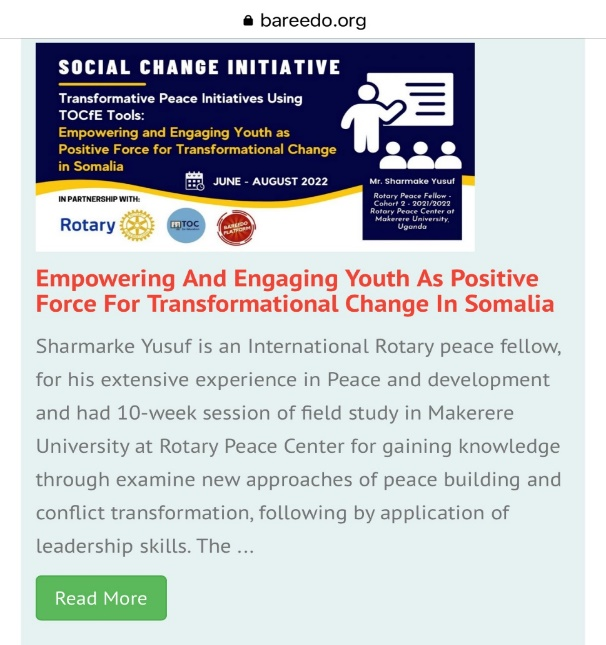 bareedo.org
SOCIAL CHANGE INITIATIVE
Transformative Peace Initiatives Using
TOCfE Tools:
Empowering and Engaging Youth as
Positive Force for Transformational Change
in Somalia
JUNE - AUGUST 2022
IN PARTNERSHIP WITH:
Rotary
TOC
BAREEDO
PLATFORM
Mr. Sharmake Yusuf
Rotary Peace Fellow -
Cohort 2 - 2021/2022
Rotary Peace Center at
Makerere University,
Uganda
Empowering And Engaging Youth As Positive
Force For Transformational Change In Somalia
Sharmarke Yusuf is an International Rotary peace fellow,
for his extensive experience in Peace and development
and had 10-week session of field study in Makerere
University at Rotary Peace Center for gaining knowledge
through examine new approaches of peace building and
conflict transformation, following by application of
leadership skills. The ...
Read More